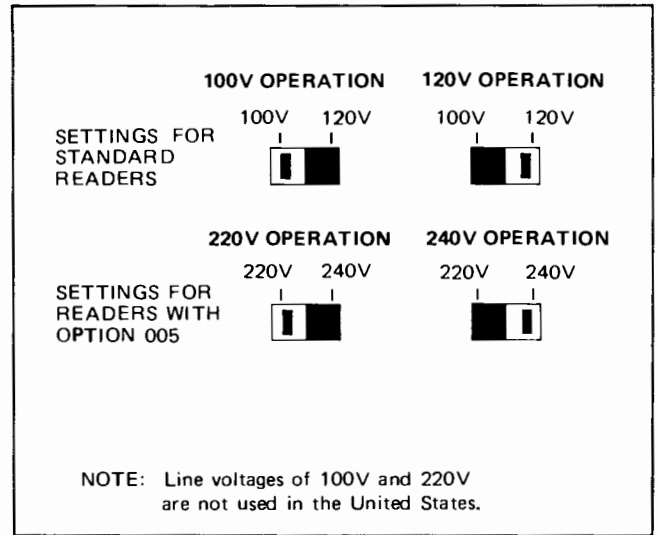 100V OPERATION 120V OPERATION
100V 120V 100V 120V
SETTINGS FOR
STANDARD
READERS
220V OPERATION 240V OPERATION
220V 240V 220V 240V
SETTINGS FOR
READERS WITH
OPTION 005
NOTE: Line voltages of 100V and 220V
are not used in the United States.